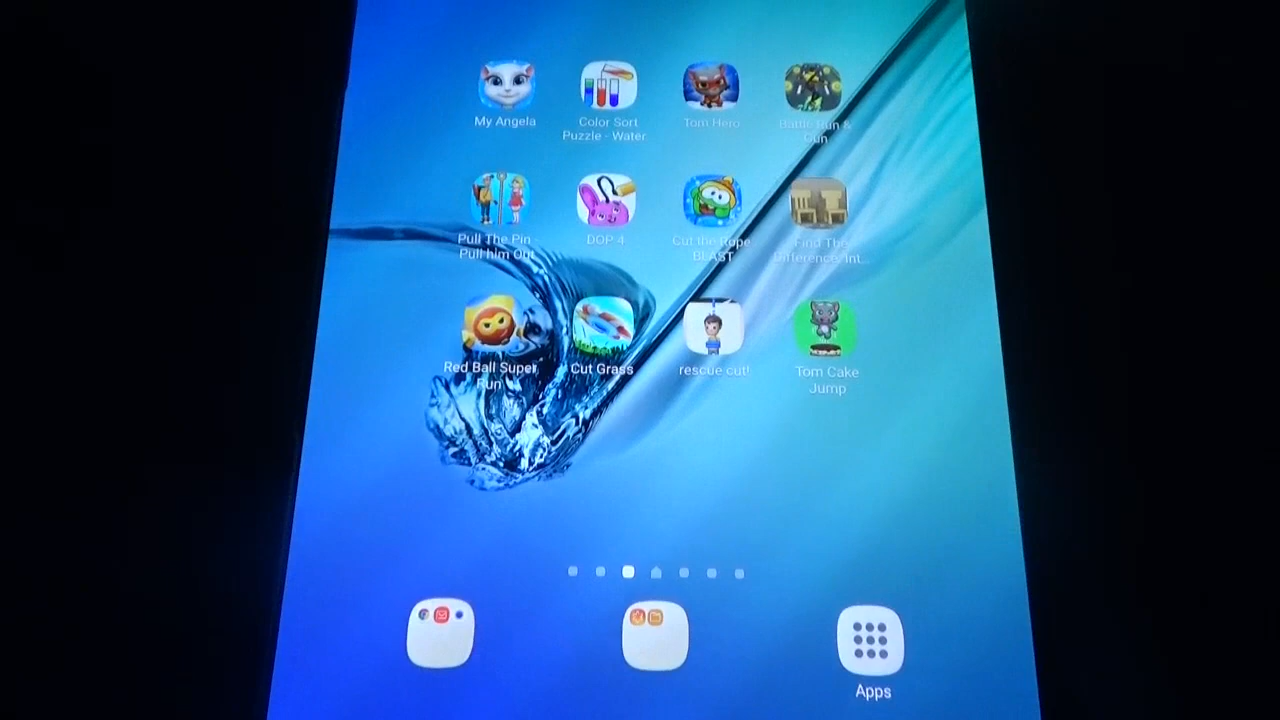 My Angela
Color Sort
Puzzle - Water
Tom Hero
Battle Run &
Gun
Pull The Pin -
Pull him Out
DOP 4
Cut the Rope
BLAST
Find The
Difference: Int...
Red Ball Super
Run
Cut Grass
rescue cut!
Tom Cake
Jump
Apps